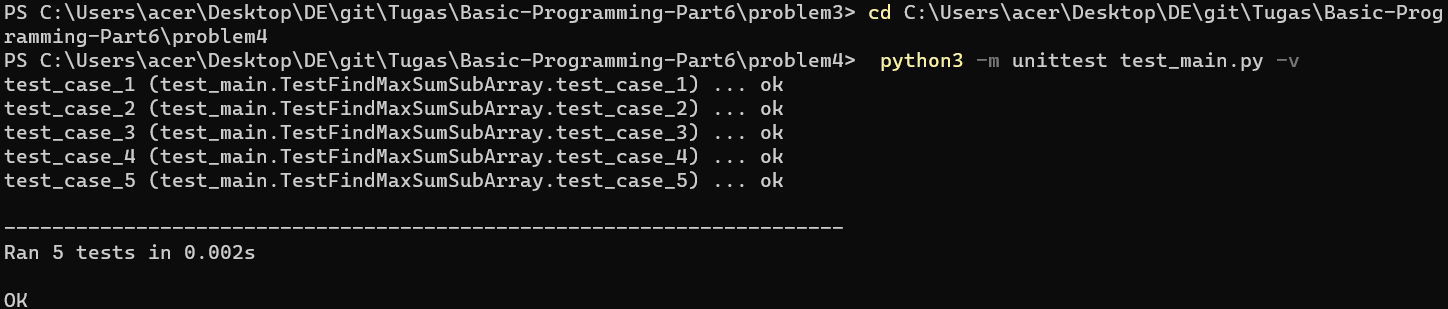 PS C:\Users\acer\Desktop\DE\git\Tugas\Basic-Programming-Part6\problem3> cd C:\Users\acer\Desktop\DE\git\Tugas\Basic-Prog
ramming-Part6\problem4
PS C:\Users\acer\Desktop\DE\git\Tugas\Basic-Programming-Part6\problem4>  python3 -m unittest test_main.py -v
test_case_1 (test_main.TestFindMaxSumSubArray.test_case_1) ... ok
test_case_2 (test_main.TestFindMaxSumSubArray.test_case_2) ... ok
test_case_3 (test_main.TestFindMaxSumSubArray.test_case_3) ... ok
test_case_4 (test_main.TestFindMaxSumSubArray.test_case_4) ... ok
test_case_5 (test_main.TestFindMaxSumSubArray.test_case_5) ... ok
----------------------------------------------------------------------
Ran 5 tests in 0.002s
OK